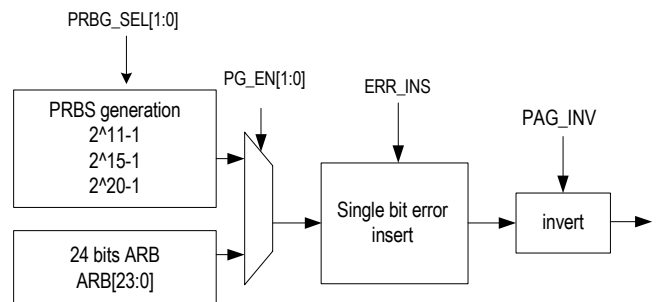 PRBG_SEL[1:0]
PG_EN[1:0]
ERR_INS
PAG_INV
PRBS generation
2^11-1
2^15-1
2^20-1
Single bit error
insert
invert
24 bits ARB
ARB[23:0]